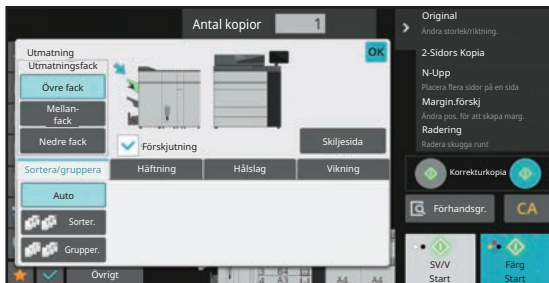 Antal kopior 1
Utmatning
OK
Utmatningsfack
Övre fack
Mellan-
fack
Nedre fack
Förskjutning
Skiljesida
Sortera/gruppera
Häftning
Hålslag
Vikning
Auto
Sorter.
Grupper.
Övrigt
A4
A4
Original
Ändra storlek/riktning.
2-Sidors Kopia
N-Upp
Placera flera sidor på en sida
Margin.förskj
Ändra pos. för att skapa marg.
Radering
Radera skugga runt
Korrekturkopia
Förhandsgr.
CA
SV/V
Start
Färg
Start